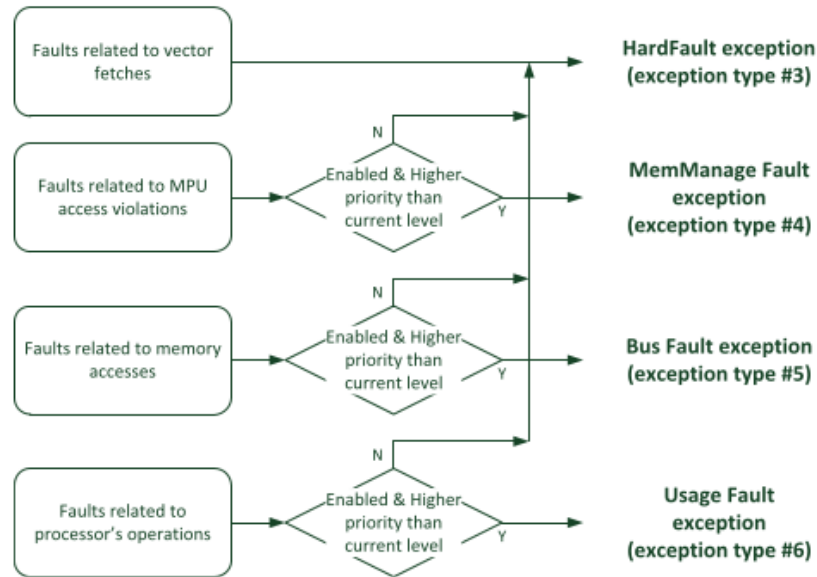 Faults related to vector
fetches
HardFault exception
(exception type #3)
N
Faults related to MPU
access violations
Enabled & Higher
priority than
current level
Y
MemManage Fault
exception
(exception type #4)
N
Faults related to memory
accesses
Enabled & Higher
priority than
current level
Y
Bus Fault exception
(exception type #5)
N
Faults related to
processor's operations
Enabled & Higher
priority than
current level
Y
Usage Fault
exception
(exception type #6)